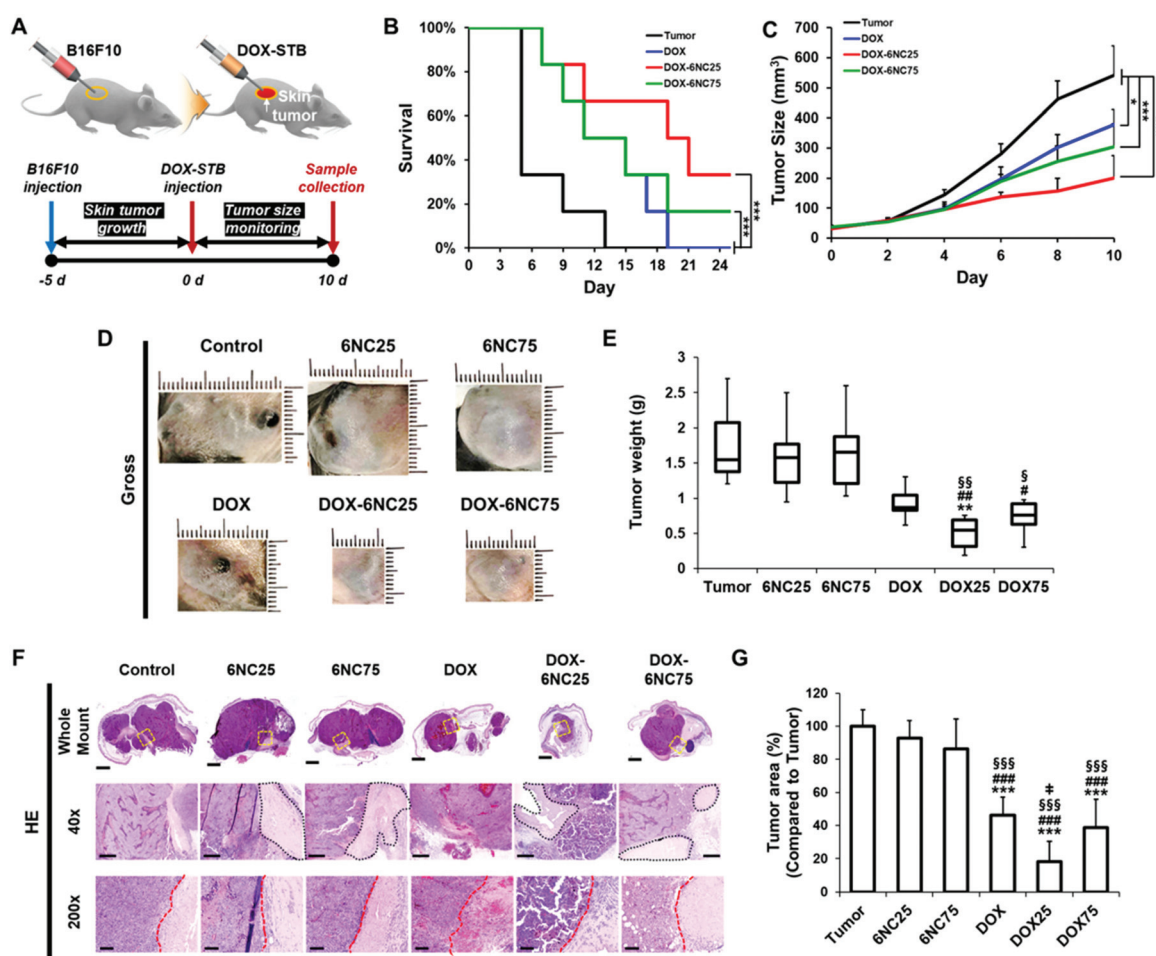 A
B16F10
DOX-STB
Skin
tumor
B16F10
injection
DOX-STB
injection
Sample
collection
Skin tumor
growth
Tumor size
monitoring
-5 d
0 d
10 d
B
Survival
100%
80%
60%
40%
20%
0%
0 3 6 9 12 15 18 21 24
Day
Tumor
DOX
DOX-6NC25
DOX-6NC75
***
***
C
Tumor Size (mm³)
700
600
500
400
300
200
100
0
0 2 4 6 8 10
Day
Tumor
DOX
DOX-6NC25
DOX-6NC75
*
***
D
Gross
Control 6NC25 6NC75
DOX DOX-6NC25 DOX-6NC75
E
Tumor weight (g)
3
2.5
2
1.5
1
0.5
0
§§
##
**
§
#
Tumor 6NC25 6NC75 DOX DOX25 DOX75
F
HE
Control 6NC25 6NC75 DOX DOX-
6NC25
DOX-
6NC75
Whole
Mount
40x
200x
G
Tumor area (%)
(Compared to Tumor)
120
100
80
60
40
20
0
§§§
###
***
‡
§§§
###
***
§§§
###
***
Tumor 6NC25 6NC75 DOX DOX25 DOX75